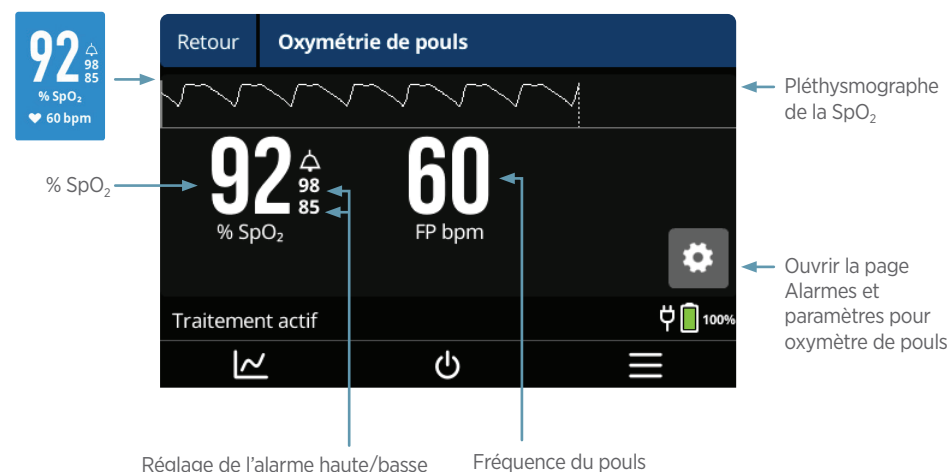 92
98
85
% SpO₂
60 bpm
Retour
Oxymétrie de pouls
Pléthysmographe
de la SpO₂
% SpO₂
92
98
85
% SpO₂
60
FP bpm
Ouvrir la page
Alarmes et
paramètres pour
oxymètre de pouls
Traitement actif
100%
Réglage de l'alarme haute/basse
Fréquence du pouls